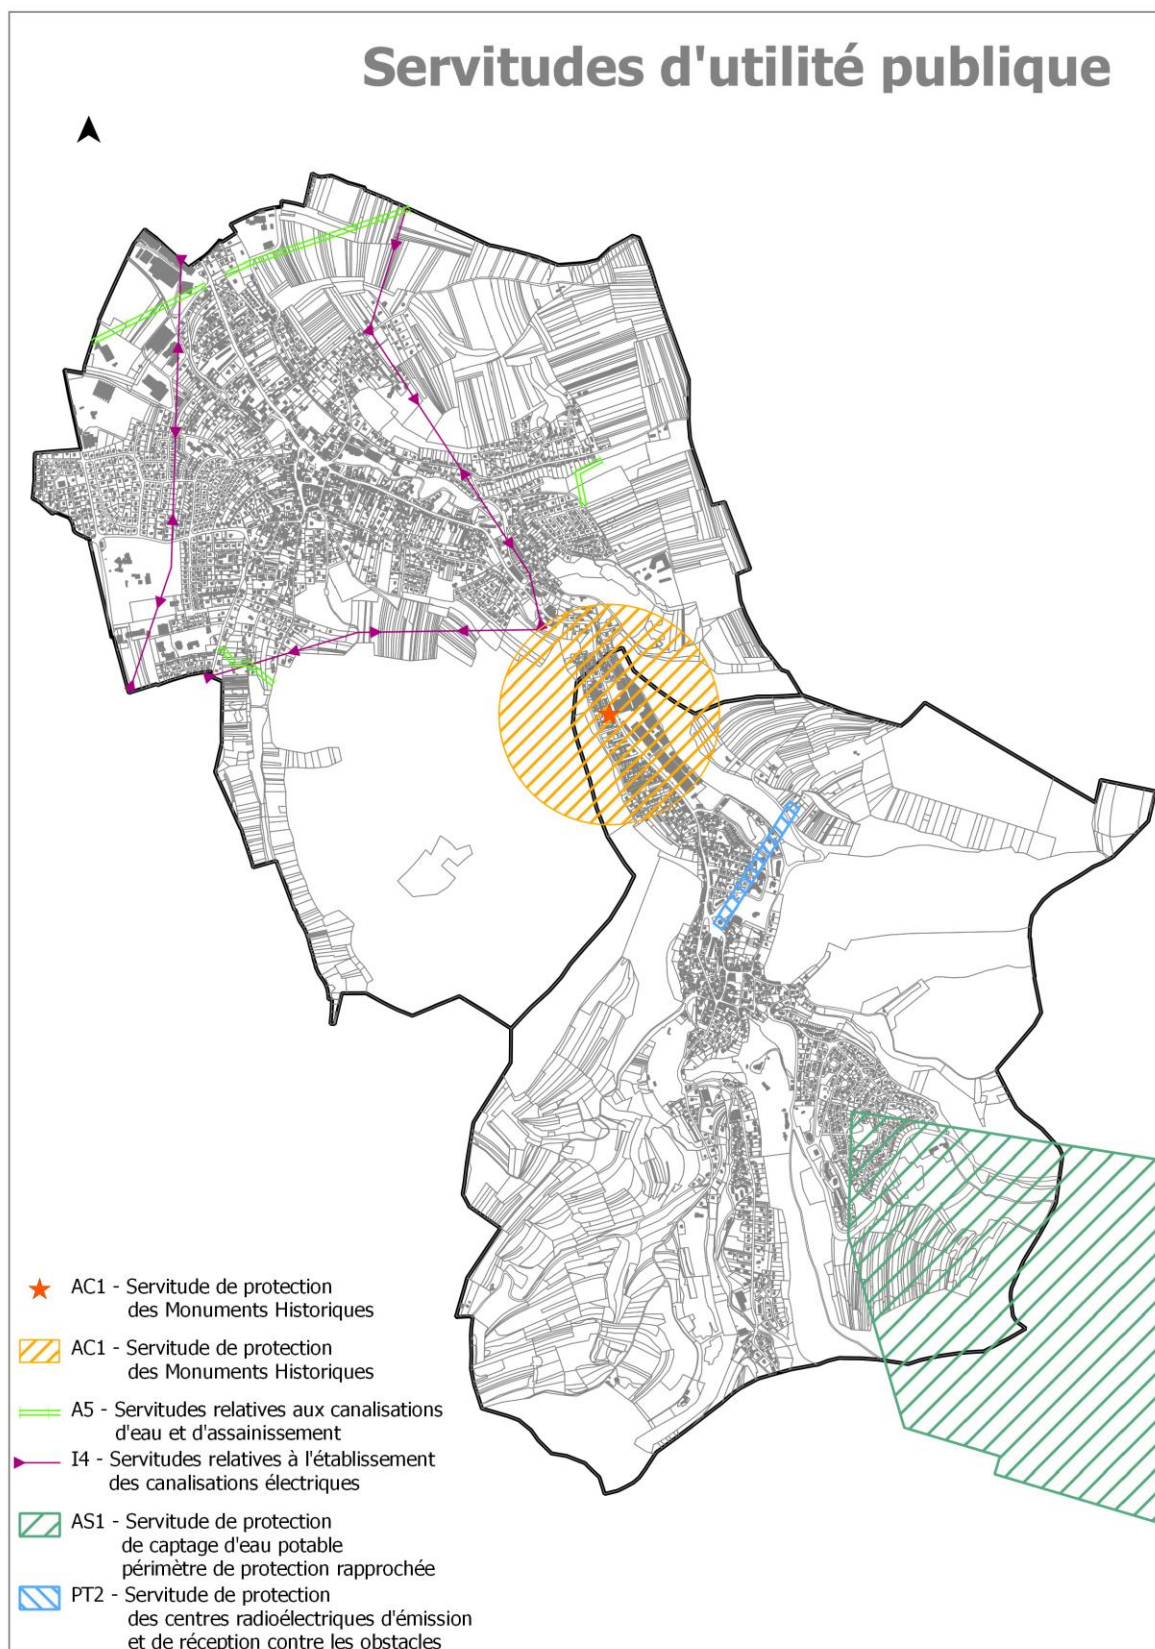 Servitudes d'utilité publique
AC1 - Servitude de protection
des Monuments Historiques
AC1 - Servitude de protection
des Monuments Historiques
A5 - Servitudes relatives aux canalisations
d'eau et d'assainissement
I4 - Servitudes relatives à l'établissement
des canalisations électriques
AS1 - Servitude de protection
de captage d'eau potable
périmètre de protection rapprochée
PT2 - Servitude de protection
des centres radioélectriques d'émission
et de réception contre les obstacles